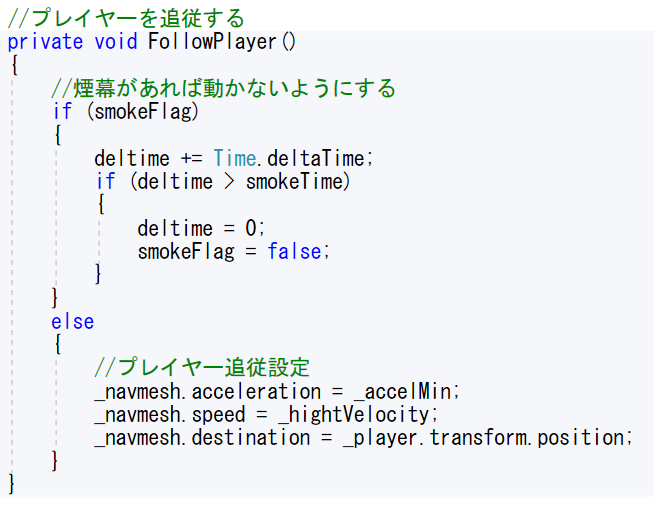 //プレイヤーを追従する
private void FollowPlayer()
{
//煙幕があれば動かないようにする
if (smokeFlag)
{
deltime += Time.deltaTime;
if (deltime > smokeTime)
{
deltime = 0;
smokeFlag = false;
}
}
else
{
//プレイヤー追従設定
_navmesh.acceleration = _accelMin;
_navmesh.speed = _hightVelocity;
_navmesh.destination = _player.transform.position;
}
}